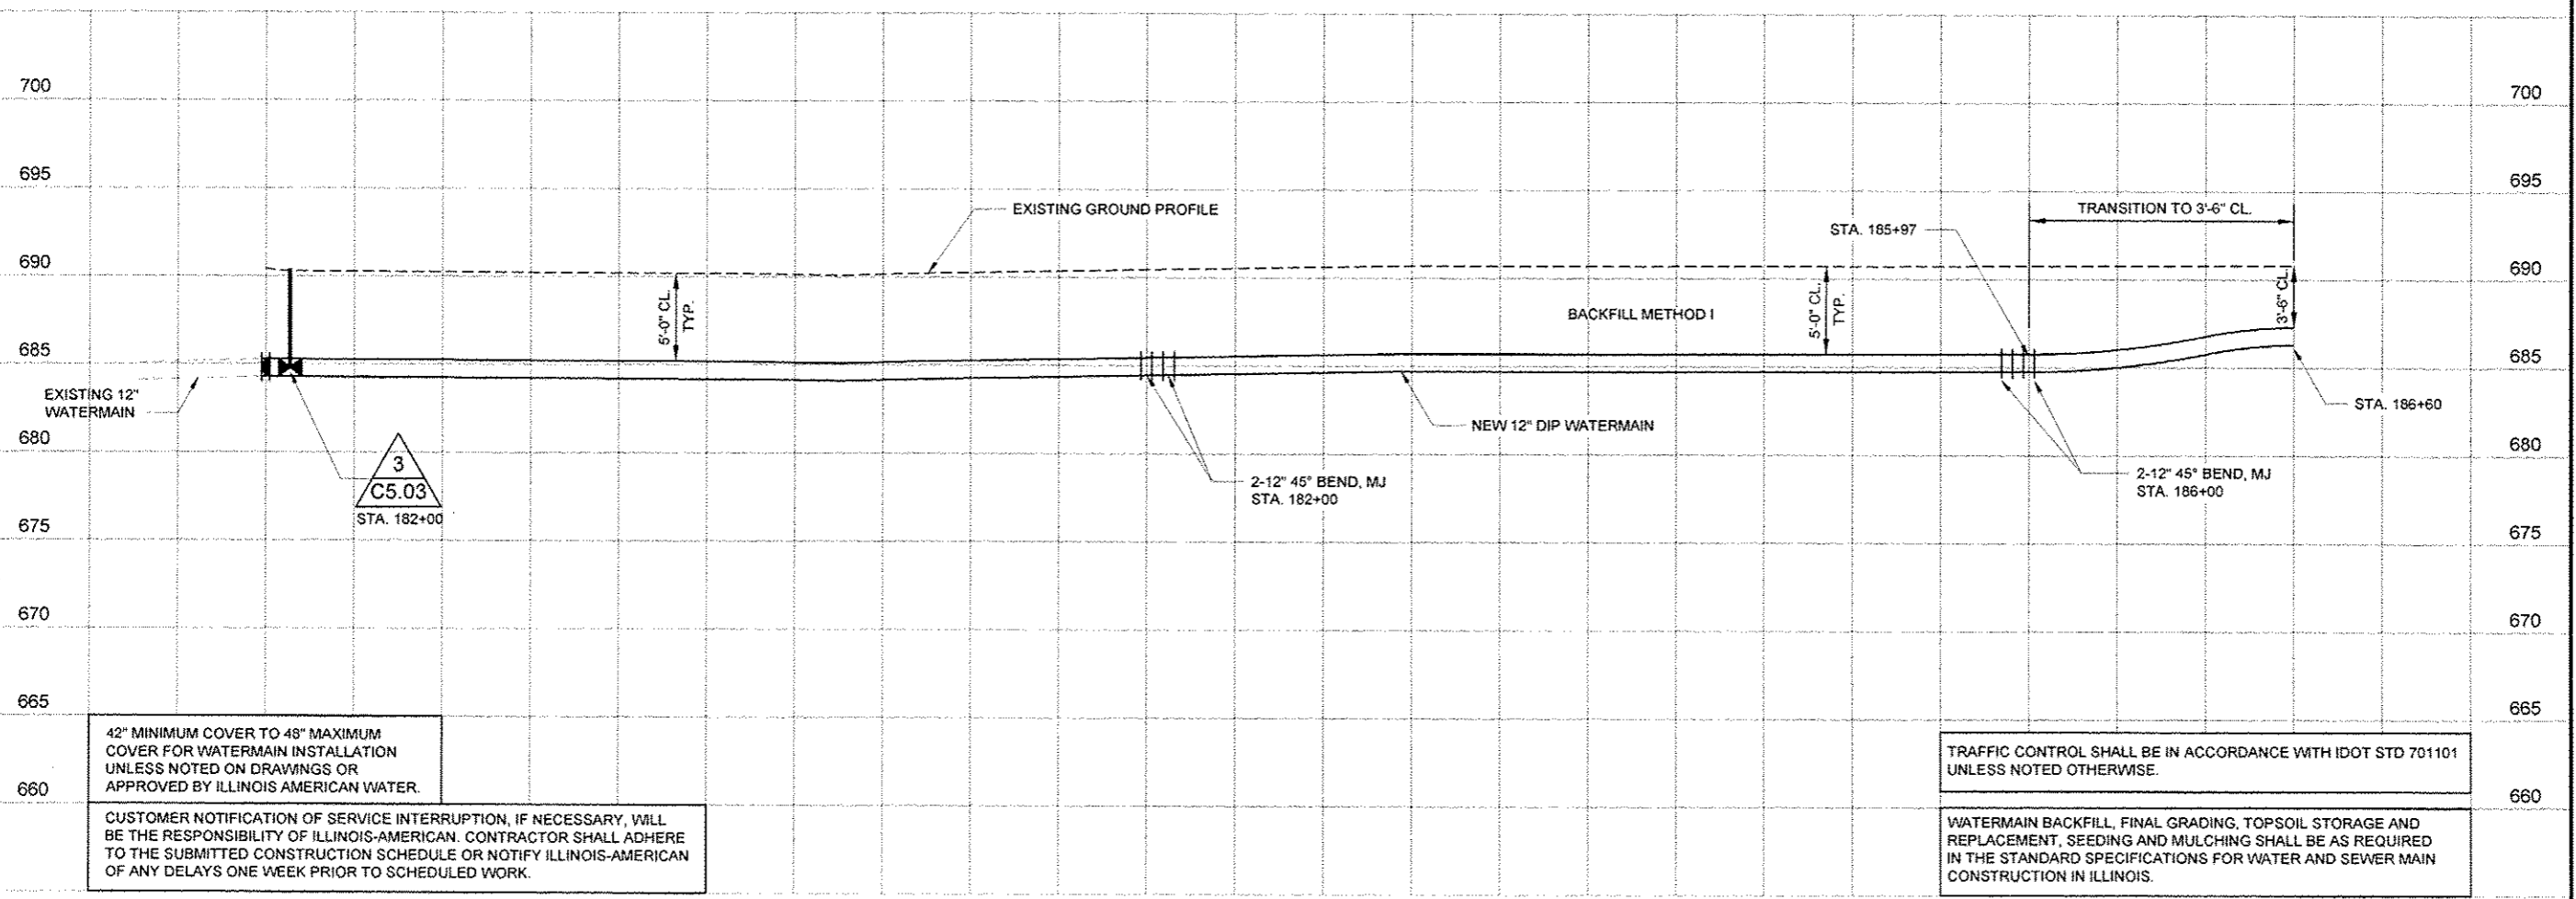 700
700
695
695
EXISTING GROUND PROFILE
TRANSITION TO 3'-6" CL.
STA. 185+97
690
690
5'-0" CL.
TYP.
BACKFILL METHOD I
5'-0" CL.
TYP.
3'-6" CL.
685
685
EXISTING 12"
WATERMAIN
STA. 186+60
NEW 12" DIP WATERMAIN
680
680
3
C5.03
STA. 182+00
2-12" 45° BEND, MJ
STA. 182+00
2-12" 45° BEND, MJ
STA. 186+00
675
675
670
670
665
665
42" MINIMUM COVER TO 48" MAXIMUM
COVER FOR WATERMAIN INSTALLATION
UNLESS NOTED ON DRAWINGS OR
APPROVED BY ILLINOIS AMERICAN WATER.
TRAFFIC CONTROL SHALL BE IN ACCORDANCE WITH IDOT STD 701101
UNLESS NOTED OTHERWISE.
660
660
CUSTOMER NOTIFICATION OF SERVICE INTERRUPTION, IF NECESSARY, WILL
BE THE RESPONSIBILITY OF ILLINOIS-AMERICAN. CONTRACTOR SHALL ADHERE
TO THE SUBMITTED CONSTRUCTION SCHEDULE OR NOTIFY ILLINOIS-AMERICAN
OF ANY DELAYS ONE WEEK PRIOR TO SCHEDULED WORK.
WATERMAIN BACKFILL, FINAL GRADING, TOPSOIL STORAGE AND
REPLACEMENT, SEEDING AND MULCHING SHALL BE AS REQUIRED
IN THE STANDARD SPECIFICATIONS FOR WATER AND SEWER MAIN
CONSTRUCTION IN ILLINOIS.